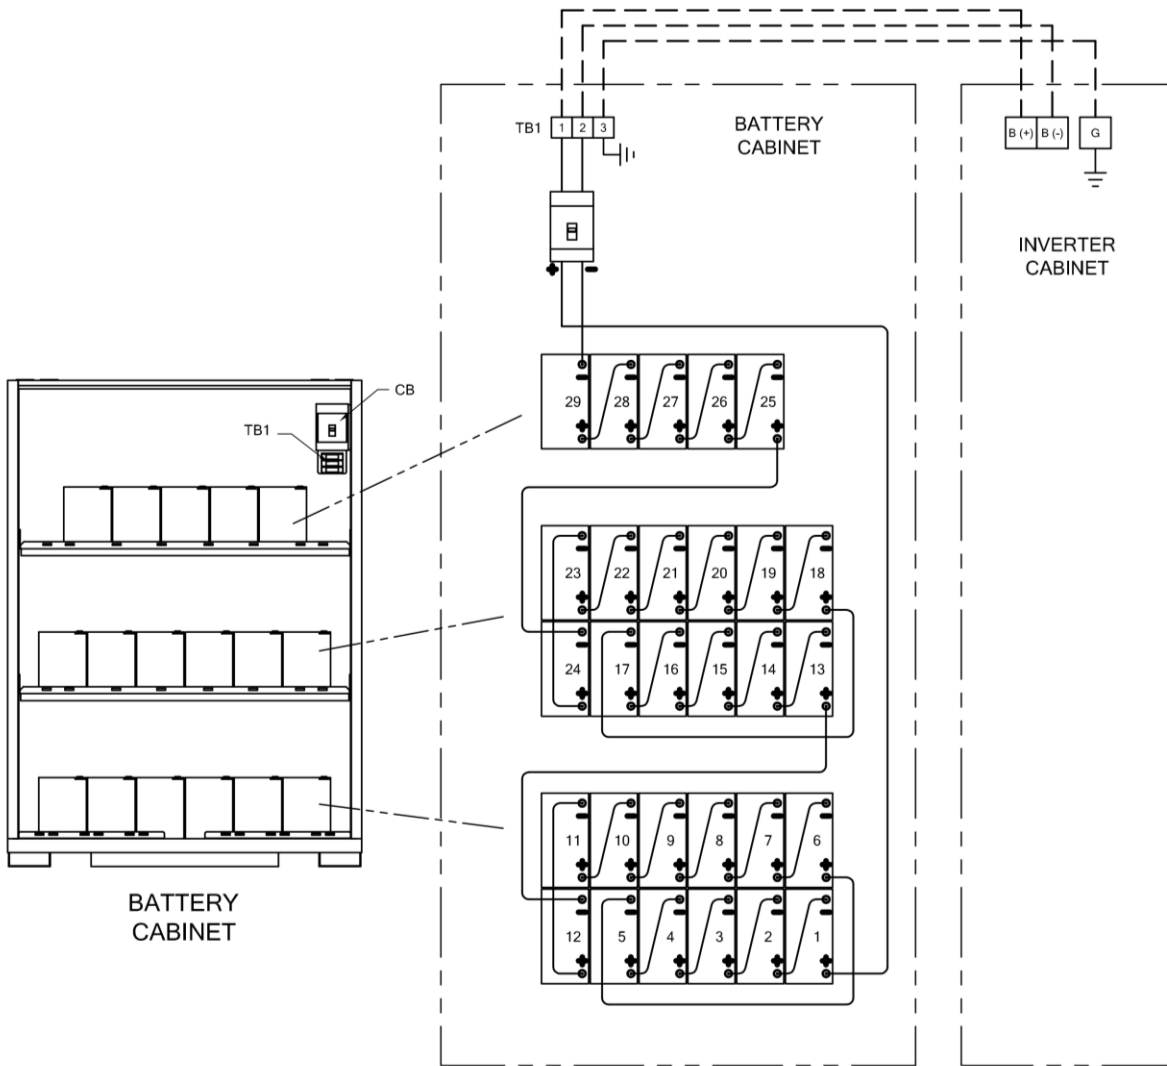 TB1 1 2 3
BATTERY
CABINET
B (+) B (-) G
INVERTER
CABINET
+ -
CB
TB1
29 28 27 26 25
23 22 21 20 19 18
24 17 16 15 14 13
11 10 9 8 7 6
12 5 4 3 2 1
BATTERY
CABINET